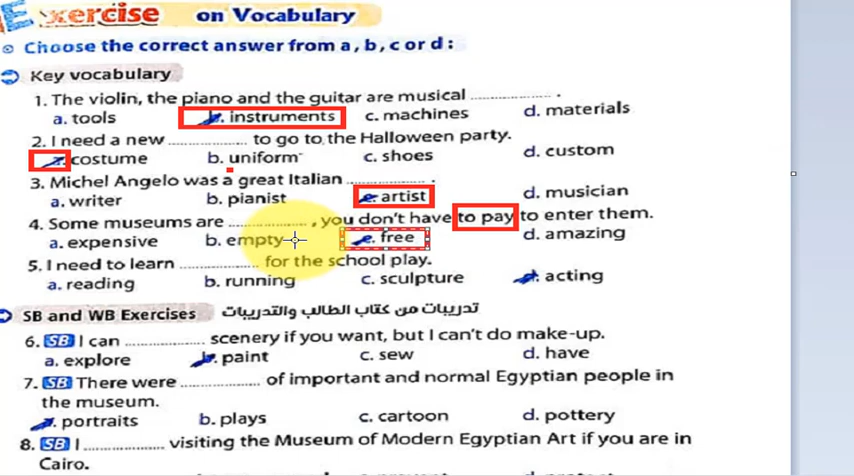 Exercise on Vocabulary
Choose the correct answer from a, b, c or d :
Key vocabulary
1. The violin, the piano and the guitar are musical .............. .
a. tools b. instruments c. machines d. materials
2. I need a new .............. to go to the Halloween party.
a. costume b. uniform c. shoes d. custom
3. Michel Angelo was a great Italian .............. .
a. writer b. pianist c. artist d. musician
4. Some museums are .............. , you don't have to pay to enter them.
a. expensive b. empty c. free d. amazing
5. I need to learn .............. for the school play.
a. reading b. running c. sculpture d. acting
SB and WB Exercises تدريبات من كتاب الطالب والتدريبات
6. SB I can .............. scenery if you want, but I can't do make-up.
a. explore b. paint c. sew d. have
7. SB There were .............. of important and normal Egyptian people in
the museum.
a. portraits b. plays c. cartoon d. pottery
8. SB I .............. visiting the Museum of Modern Egyptian Art if you are in
Cairo.